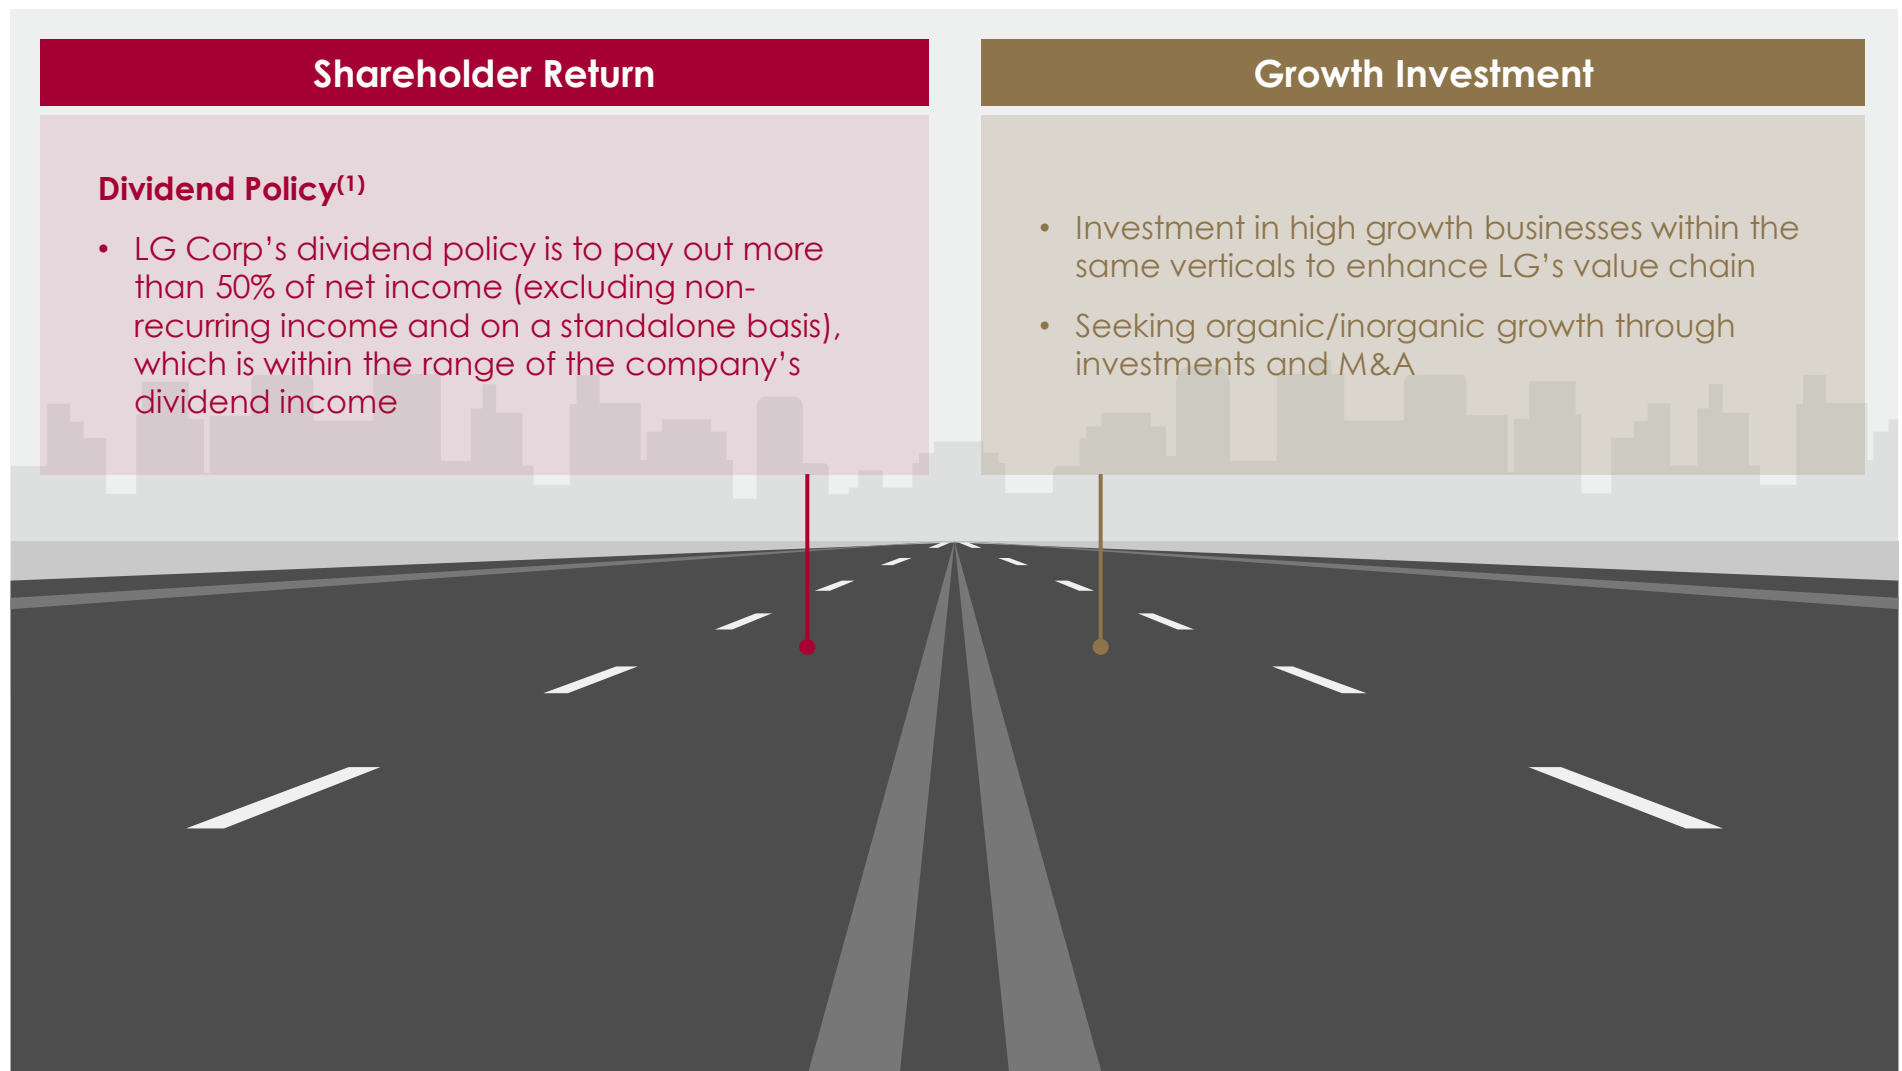 Shareholder Return
Dividend Policy(1)
• LG Corp’s dividend policy is to pay out more
than 50% of net income (excluding non-
recurring income and on a standalone basis),
which is within the range of the company’s
dividend income
Growth Investment
• Investment in high growth businesses within the
same verticals to enhance LG’s value chain
• Seeking organic/inorganic growth through
investments and M&A